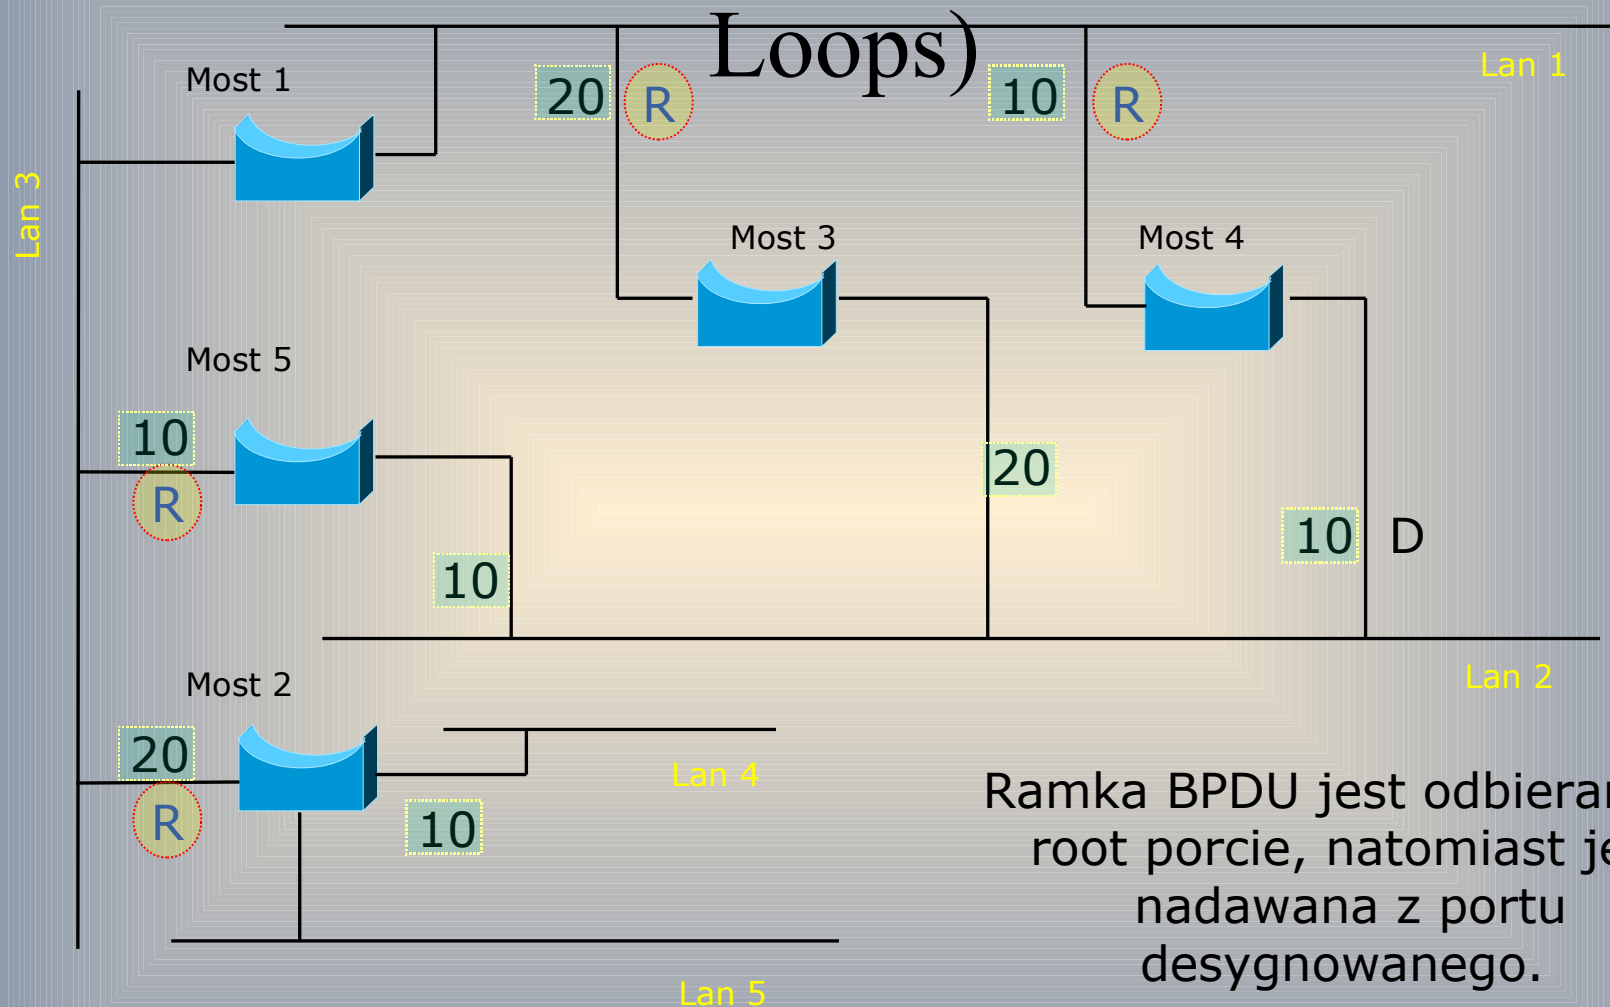 Loops)
Lan 1
Most 1
20
R
10
R
Lan 3
Most 3
Most 4
Most 5
10
R
20
10
D
10
Lan 2
Most 2
20
R
Lan 4
10
Ramka BPDU jest
root porcie, natomiast
nadawana z portu
desygnowanego.
Lan 5